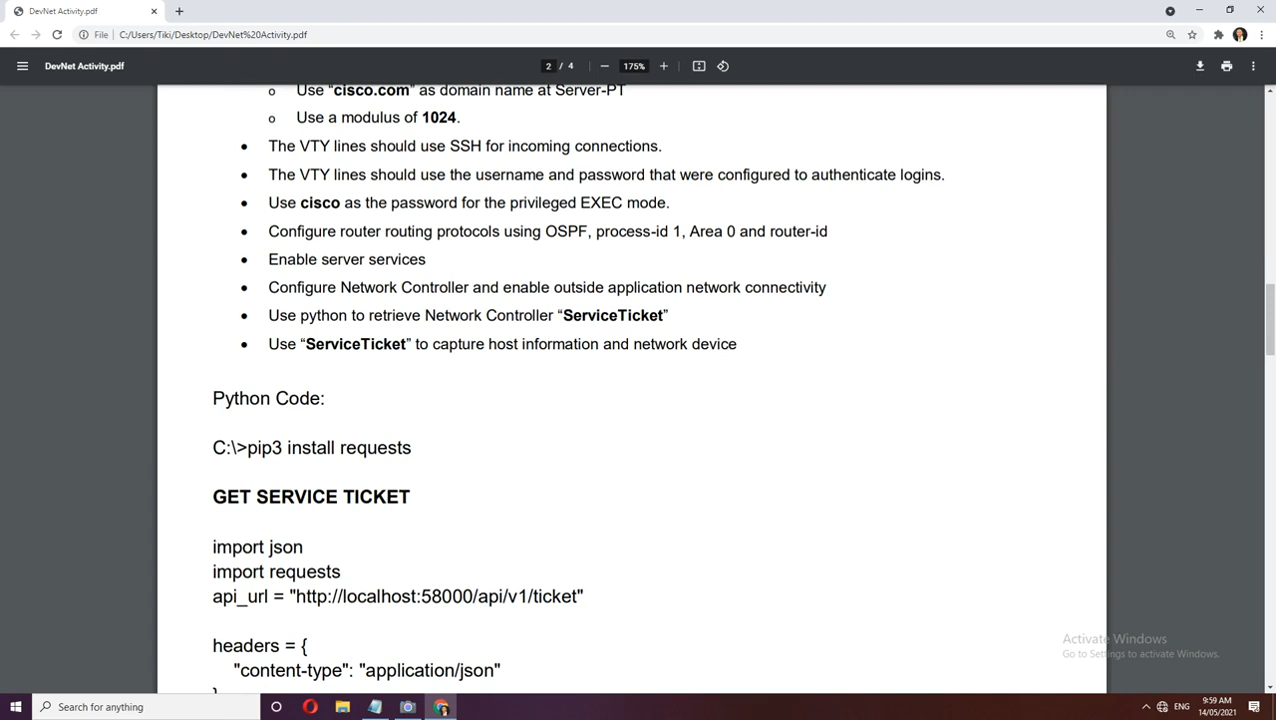 DevNet Activity.pdf
File
C:/Users/Tiki/Desktop/DevNet%20Activity.pdf
DevNet Activity.pdf
2 / 4
175%
o Use “cisco.com” as domain name at Server-PT
o Use a modulus of 1024.
• The VTY lines should use SSH for incoming connections.
• The VTY lines should use the username and password that were configured to authenticate logins.
• Use cisco as the password for the privileged EXEC mode.
• Configure router routing protocols using OSPF, process-id 1, Area 0 and router-id
• Enable server services
• Configure Network Controller and enable outside application network connectivity
• Use python to retrieve Network Controller “ServiceTicket”
• Use “ServiceTicket” to capture host information and network device
Python Code:
C:\>pip3 install requests
GET SERVICE TICKET
import json
import requests
api_url = "http://localhost:58000/api/v1/ticket"
headers = {
"content-type": "application/json"
}
Activate Windows
Go to Settings to activate Windows.
Search for anything
ENG
9:59 AM
14/05/2021